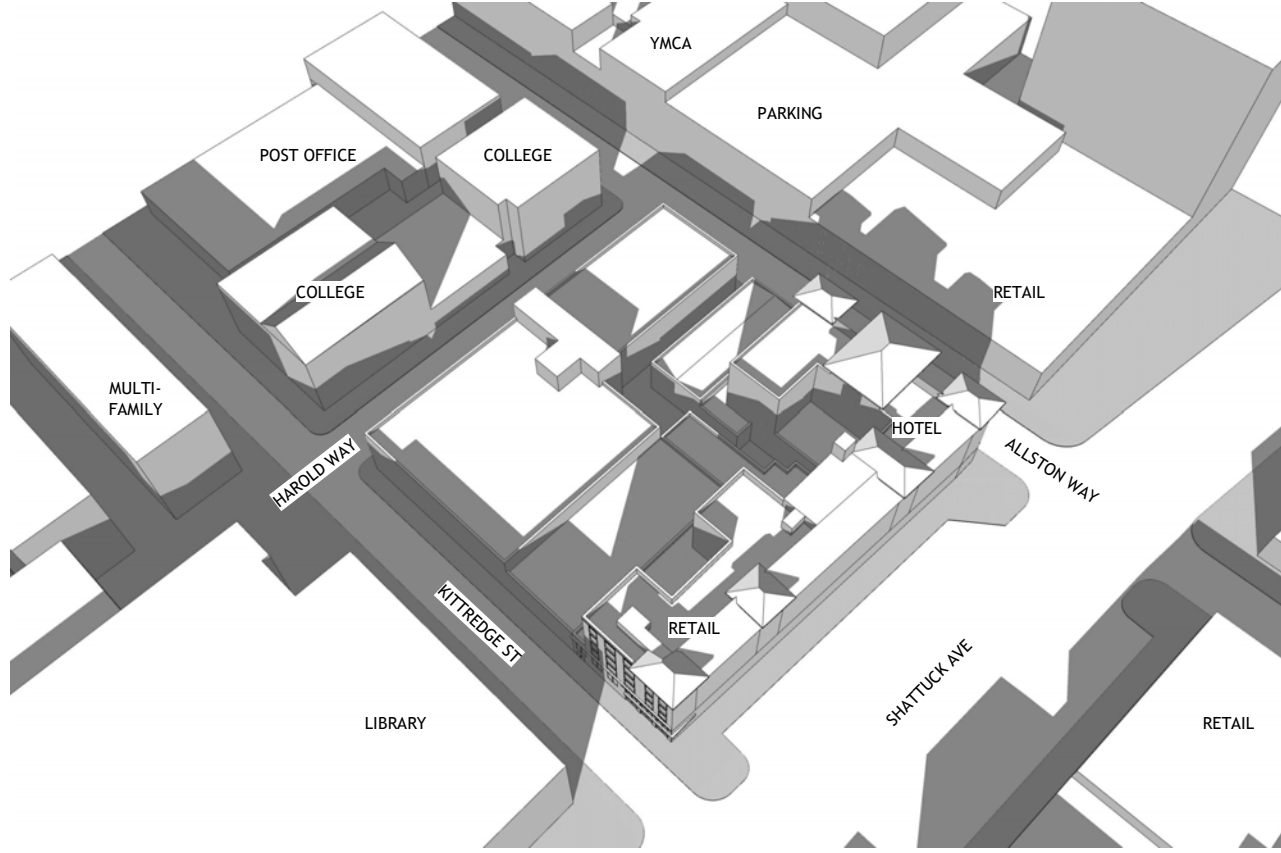 YMCA
PARKING
POST OFFICE
COLLEGE
COLLEGE
RETAIL
MULTI-
FAMILY
HOTEL
HAROLD WAY
ALLSTON WAY
KITTREDGE ST
RETAIL
SHATTUCK AVE
LIBRARY
RETAIL